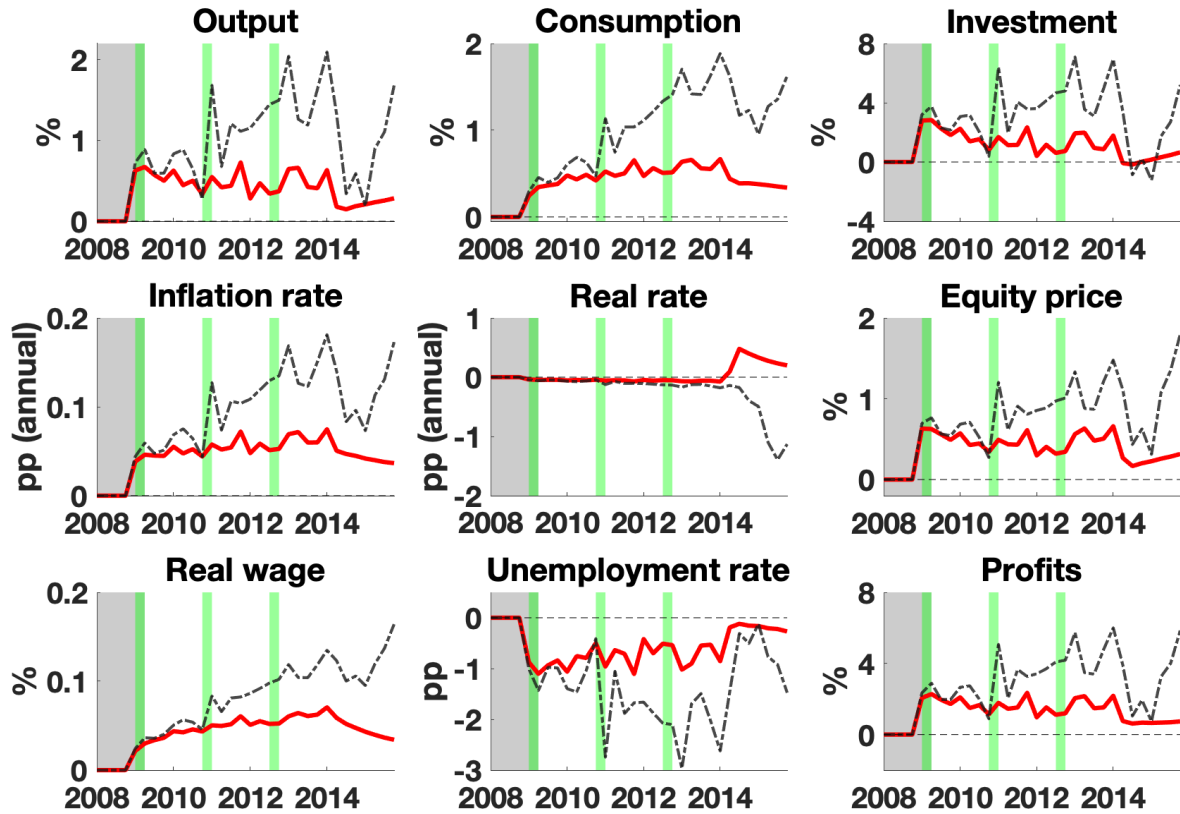 Output
%
2
1
0
2008 2010 2012 2014
Consumption
%
2
1
0
2008 2010 2012 2014
Investment
%
8
4
0
-4
2008 2010 2012 2014
Inflation rate
pp (annual)
0.2
0.1
0
2008 2010 2012 2014
Real rate
pp (annual)
1
0
-1
-2
2008 2010 2012 2014
Equity price
%
2
1
0
2008 2010 2012 2014
Real wage
%
0.2
0.1
0
2008 2010 2012 2014
Unemployment rate
pp
0
-1
-2
-3
2008 2010 2012 2014
Profits
%
8
4
0
2008 2010 2012 2014